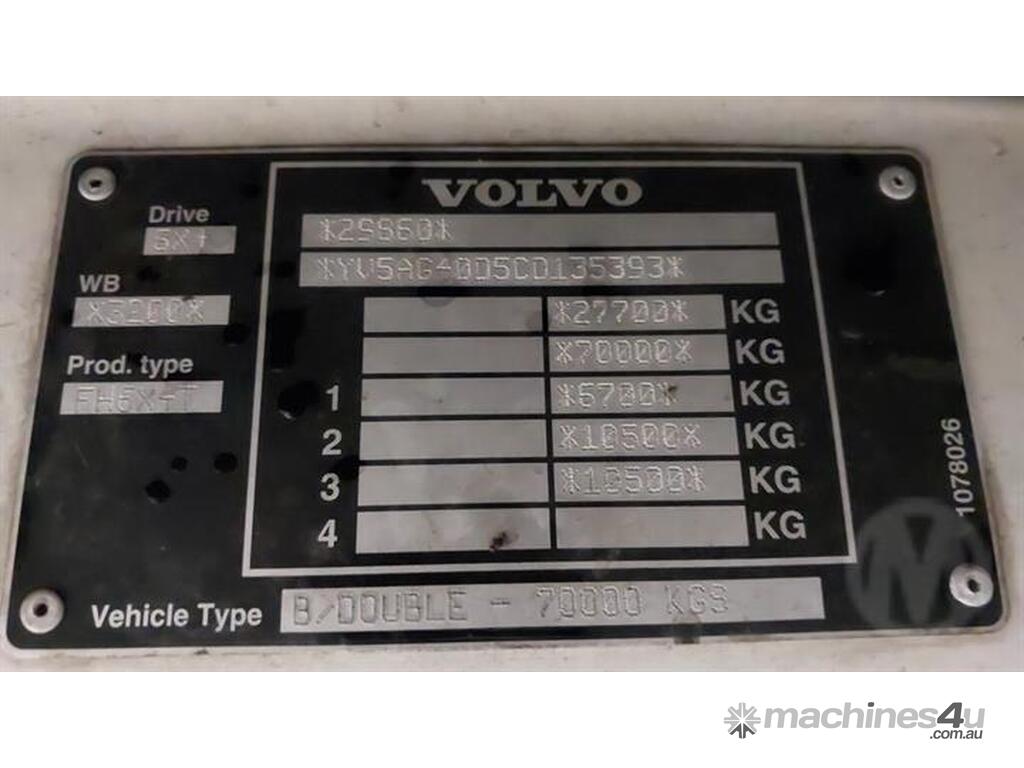 VOLVO
Drive
6X4
*29860*
*YV5AG40D5CD135393*
WB
*3200*
*27700* KG
*70000* KG
Prod. type
FH6X4T
1 *6700* KG
2 *10500* KG
3 *10500* KG
4 KG
1078026
Vehicle Type B/DOUBLE - 70000 KGS
machines4u
.com.au